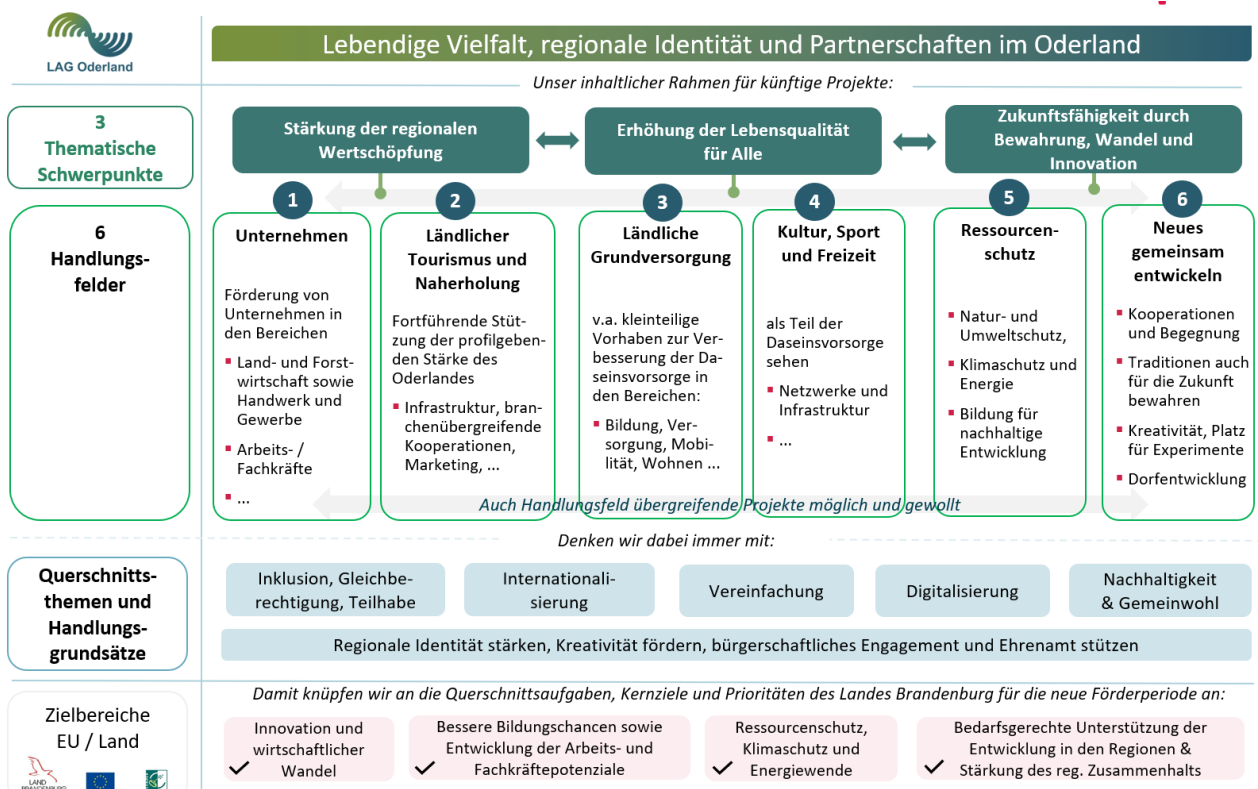 LAG Oderland
Lebendige Vielfalt, regionale Identität und Partnerschaften im Oderland
Unser inhaltlicher Rahmen für künftige Projekte:
3
Thematische
Schwerpunkte
Stärkung der regionalen
Wertschöpfung
Erhöhung der Lebensqualität
für Alle
Zukunftsfähigkeit durch
Bewahrung, Wandel und
Innovation
6
Handlungs-
felder
1
Unternehmen
Förderung von
Unternehmen in
den Bereichen
▪ Land- und Forst-
wirtschaft sowie
Handwerk und
Gewerbe
▪ Arbeits- /
Fachkräfte
▪ ...
2
Ländlicher
Tourismus und
Naherholung
Fortführende Stüt-
zung der profilgeben-
den Stärke des
Oderlandes
▪ Infrastruktur, bran-
chenübergreifende
Kooperationen,
Marketing, ...
3
Ländliche
Grundversorgung
v.a. kleinteilige
Vorhaben zur Ver-
besserung der Da-
seinsvorsorge in
den Bereichen:
▪ Bildung, Ver-
sorgung, Mobi-
lität, Wohnen ...
4
Kultur, Sport
und Freizeit
als Teil der
Daseinsvorsorge
sehen
▪ Netzwerke und
Infrastruktur
▪ ...
5
Ressourcen-
schutz
▪ Natur- und
Umweltschutz,
▪ Klimaschutz und
Energie
▪ Bildung für
nachhaltige
Entwicklung
6
Neues
gemeinsam
entwickeln
▪ Kooperationen
und Begegnung
▪ Traditionen auch
für die Zukunft
bewahren
▪ Kreativität, Platz
für Experimente
▪ Dorfentwicklung
Auch Handlungsfeld übergreifende Projekte möglich und gewollt
Denken wir dabei immer mit:
Querschnitts-
themen und
Handlungs-
grundsätze
Inklusion, Gleichbe-
rechtigung, Teilhabe
Internationali-
sierung
Vereinfachung
Digitalisierung
Nachhaltigkeit
& Gemeinwohl
Regionale Identität stärken, Kreativität fördern, bürgerschaftliches Engagement und Ehrenamt stützen
Damit knüpfen wir an die Querschnittsaufgaben, Kernziele und Prioritäten des Landes Brandenburg für die neue Förderperiode an:
Zielbereiche
EU / Land
LAND
BRANDENBURG
Innovation und
wirtschaftlicher
Wandel
Bessere Bildungschancen sowie
Entwicklung der Arbeits- und
Fachkräftepotenziale
Ressourcenschutz,
Klimaschutz und
Energiewende
Bedarfsgerechte Unterstützung der
Entwicklung in den Regionen &
Stärkung des reg. Zusammenhalts